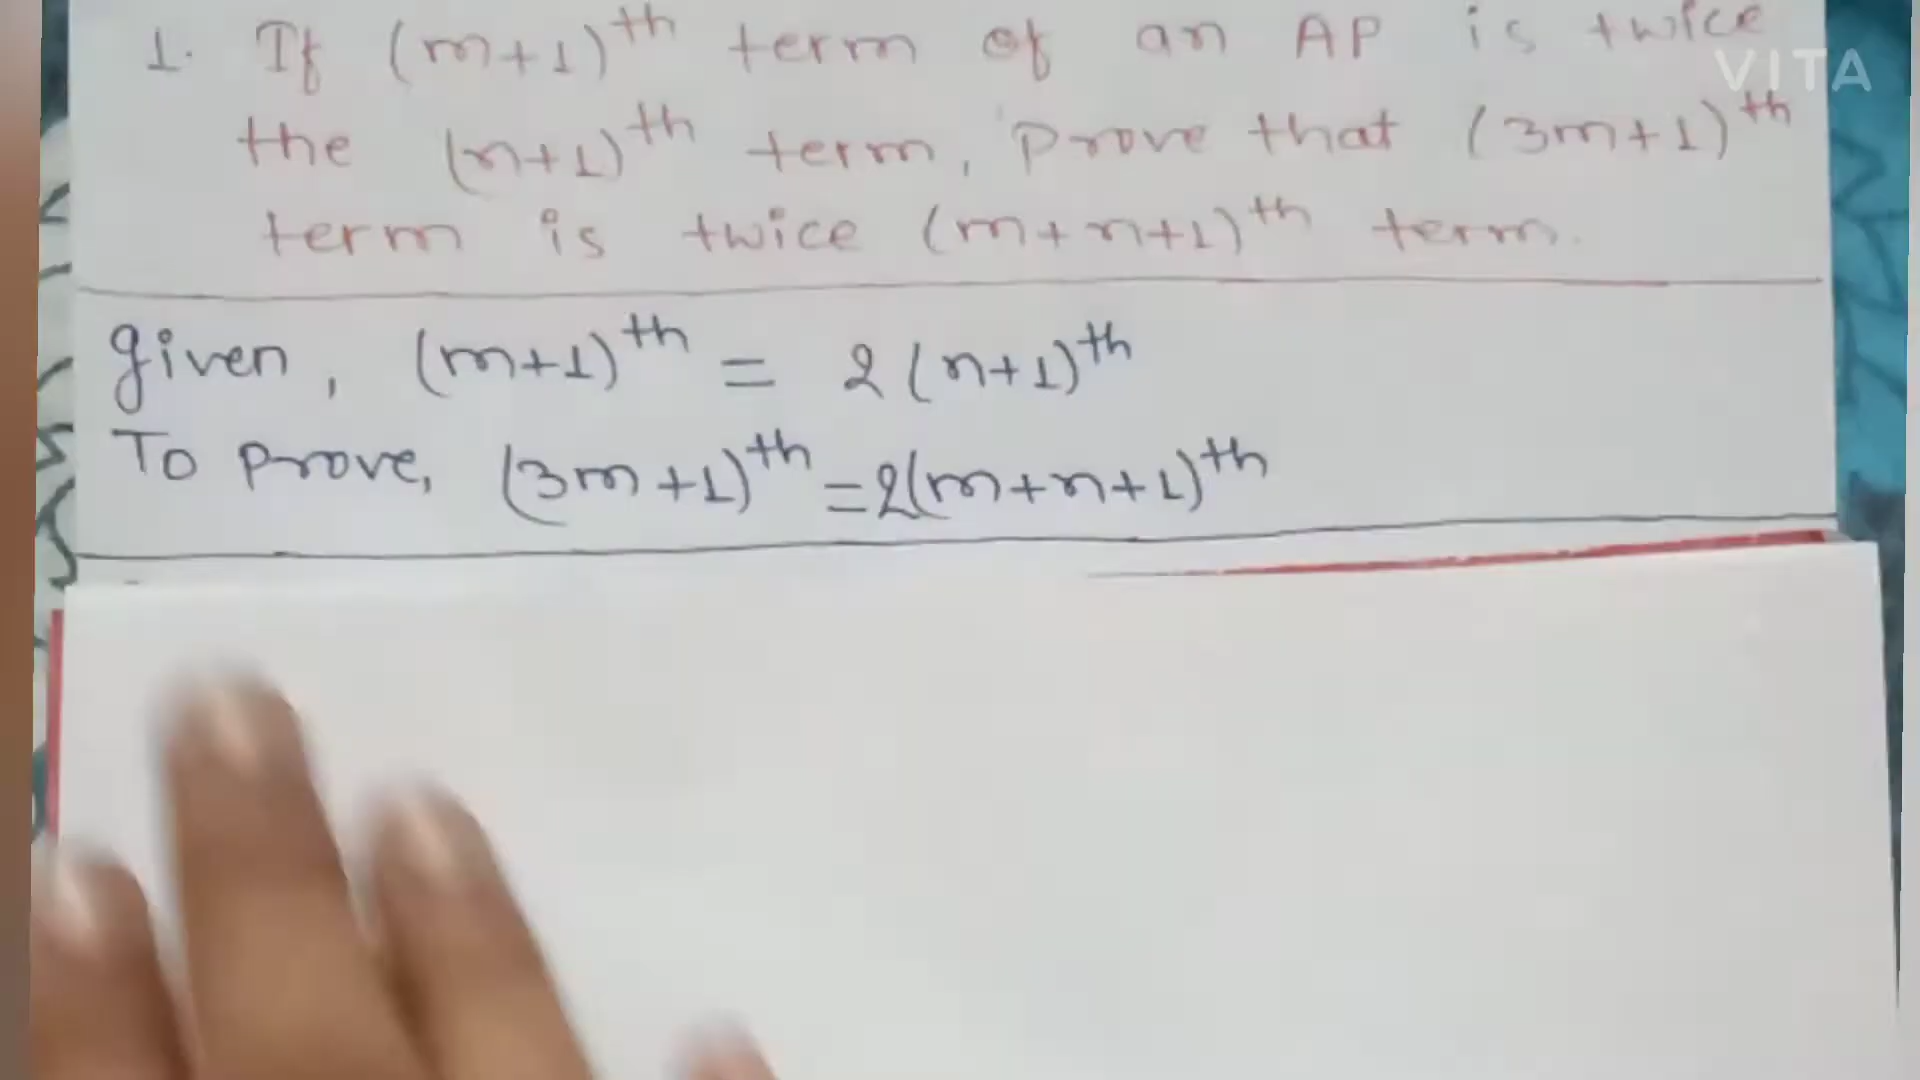 1. If (m+1)th term of an AP is twice
VITA
the (n+1)th term, Prove that (3m+1)th
term is twice (m+n+1)th term.
given, (m+1)th = 2(n+1)th
To Prove, (3m+1)th =2(m+n+1)th